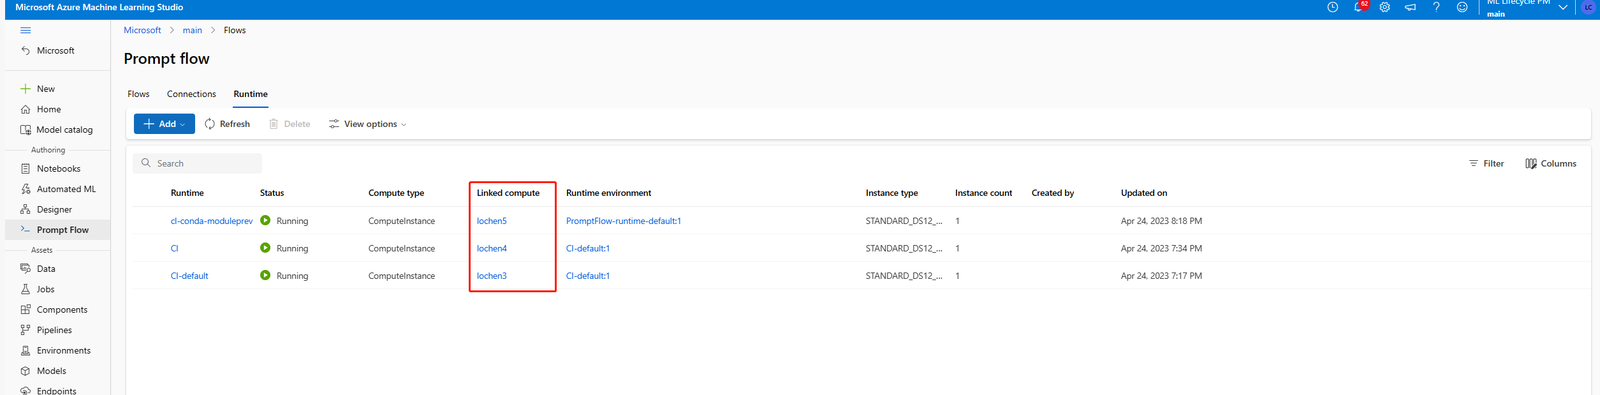 Microsoft Azure Machine Learning Studio
62
ML Lifecycle PM
main
LC
Microsoft
New
Home
Model catalog
Authoring
Notebooks
Automated ML
Designer
Prompt Flow
Assets
Data
Jobs
Components
Pipelines
Environments
Models
Endpoints
Microsoft > main > Flows
Prompt flow
Flows Connections Runtime
Add Refresh Delete View options
Search Filter Columns
Runtime Status Compute type Linked compute Runtime environment Instance type Instance count Created by Updated on
cl-conda-moduleprev Running ComputeInstance lochen5 PromptFlow-runtime-default:1 STANDARD_DS12_... 1 Apr 24, 2023 8:18 PM
CI Running ComputeInstance lochen4 CI-default:1 STANDARD_DS12_... 1 Apr 24, 2023 7:34 PM
CI-default Running ComputeInstance lochen3 CI-default:1 STANDARD_DS12_... 1 Apr 24, 2023 7:17 PM